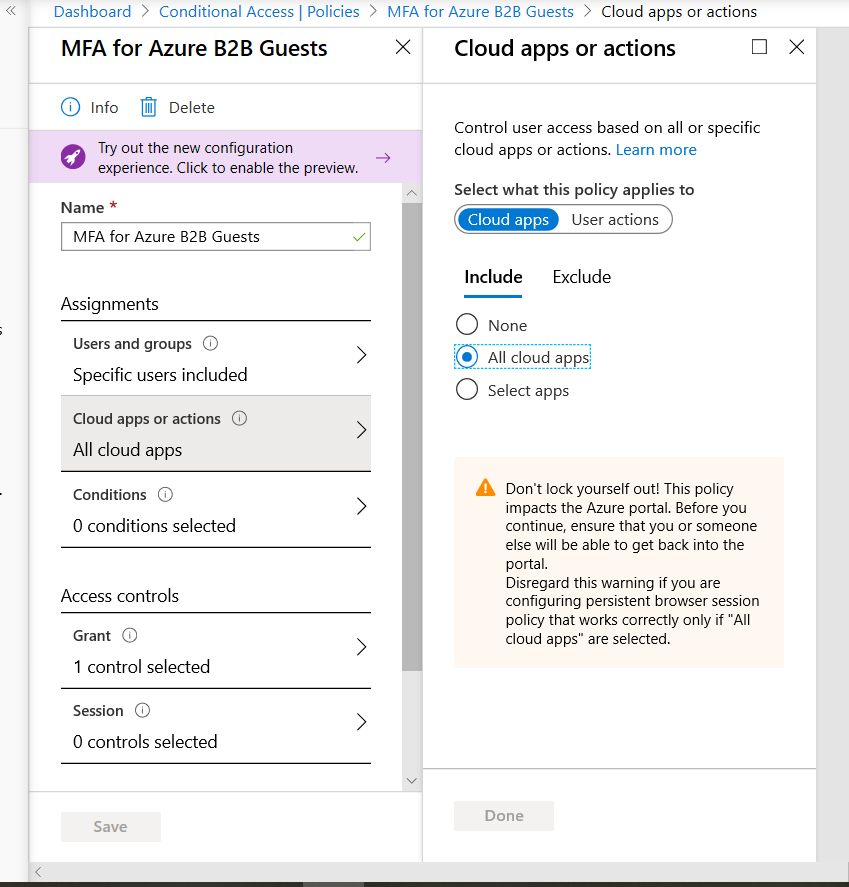 Dashboard > Conditional Access | Policies > MFA for Azure B2B Guests > Cloud apps or actions
MFA for Azure B2B Guests
Info Delete
Try out the new configuration
experience. Click to enable the preview.
Name *
MFA for Azure B2B Guests
Assignments
Users and groups
Specific users included
Cloud apps or actions
All cloud apps
Conditions
0 conditions selected
Access controls
Grant
1 control selected
Session
0 controls selected
Save
Cloud apps or actions
Control user access based on all or specific
cloud apps or actions. Learn more
Select what this policy applies to
Cloud apps User actions
Include Exclude
None
All cloud apps
Select apps
Don't lock yourself out! This policy
impacts the Azure portal. Before you
continue, ensure that you or someone
else will be able to get back into the
portal.
Disregard this warning if you are
configuring persistent browser session
policy that works correctly only if "All
cloud apps" are selected.
Done